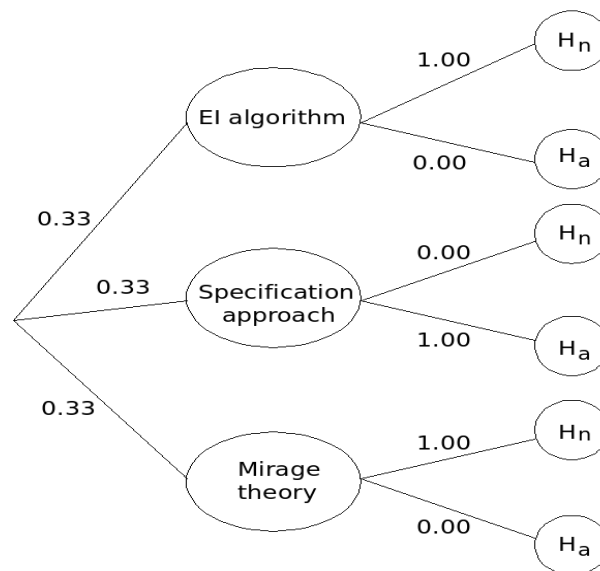 H_n
1.00
EI algorithm
0.00
H_a
0.33
H_n
0.00
0.33
Specification
approach
1.00
H_a
0.33
H_n
1.00
Mirage
theory
0.00
H_a